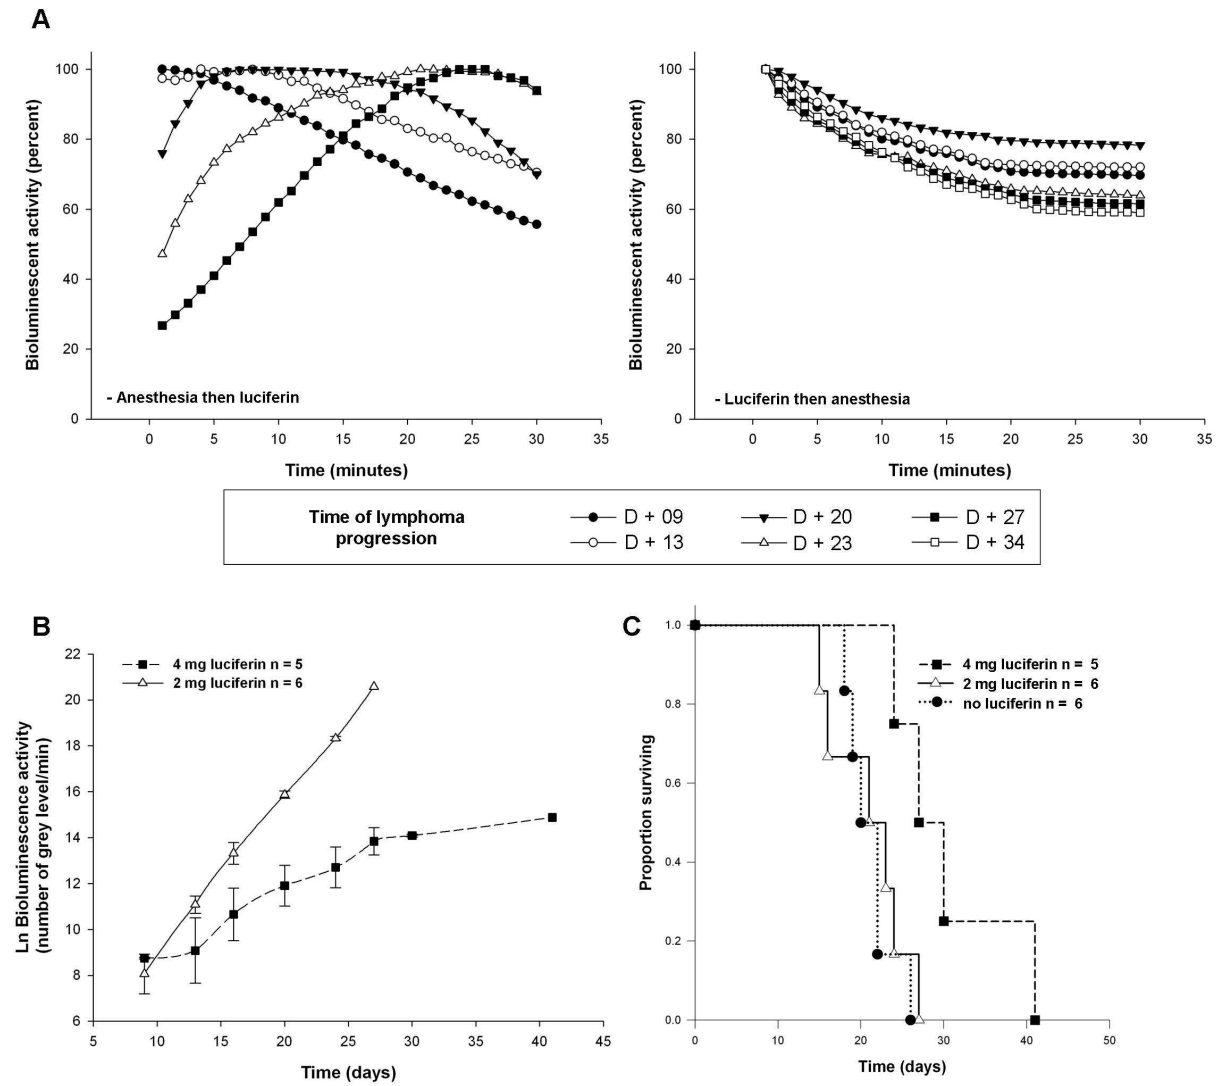 A
Bioluminescent activity (percent)
100
80
60
40
20
0
- Anesthesia then luciferin
0 5 10 15 20 25 30 35
Time (minutes)
Bioluminescent activity (percent)
100
80
60
40
20
0
- Luciferin then anesthesia
0 5 10 15 20 25 30 35
Time (minutes)
Time of lymphoma
progression
D + 09 D + 20 D + 27
D + 13 D + 23 D + 34
B
Ln Bioluminescence activity
(number of grey level/min)
22
20
18
16
14
12
10
8
6
4 mg luciferin n = 5
2 mg luciferin n = 6
5 10 15 20 25 30 35 40 45
Time (days)
C
Proportion surviving
1.0
0.8
0.6
0.4
0.2
0.0
4 mg luciferin n = 5
2 mg luciferin n = 6
no luciferin n = 6
0 10 20 30 40 50
Time (days)